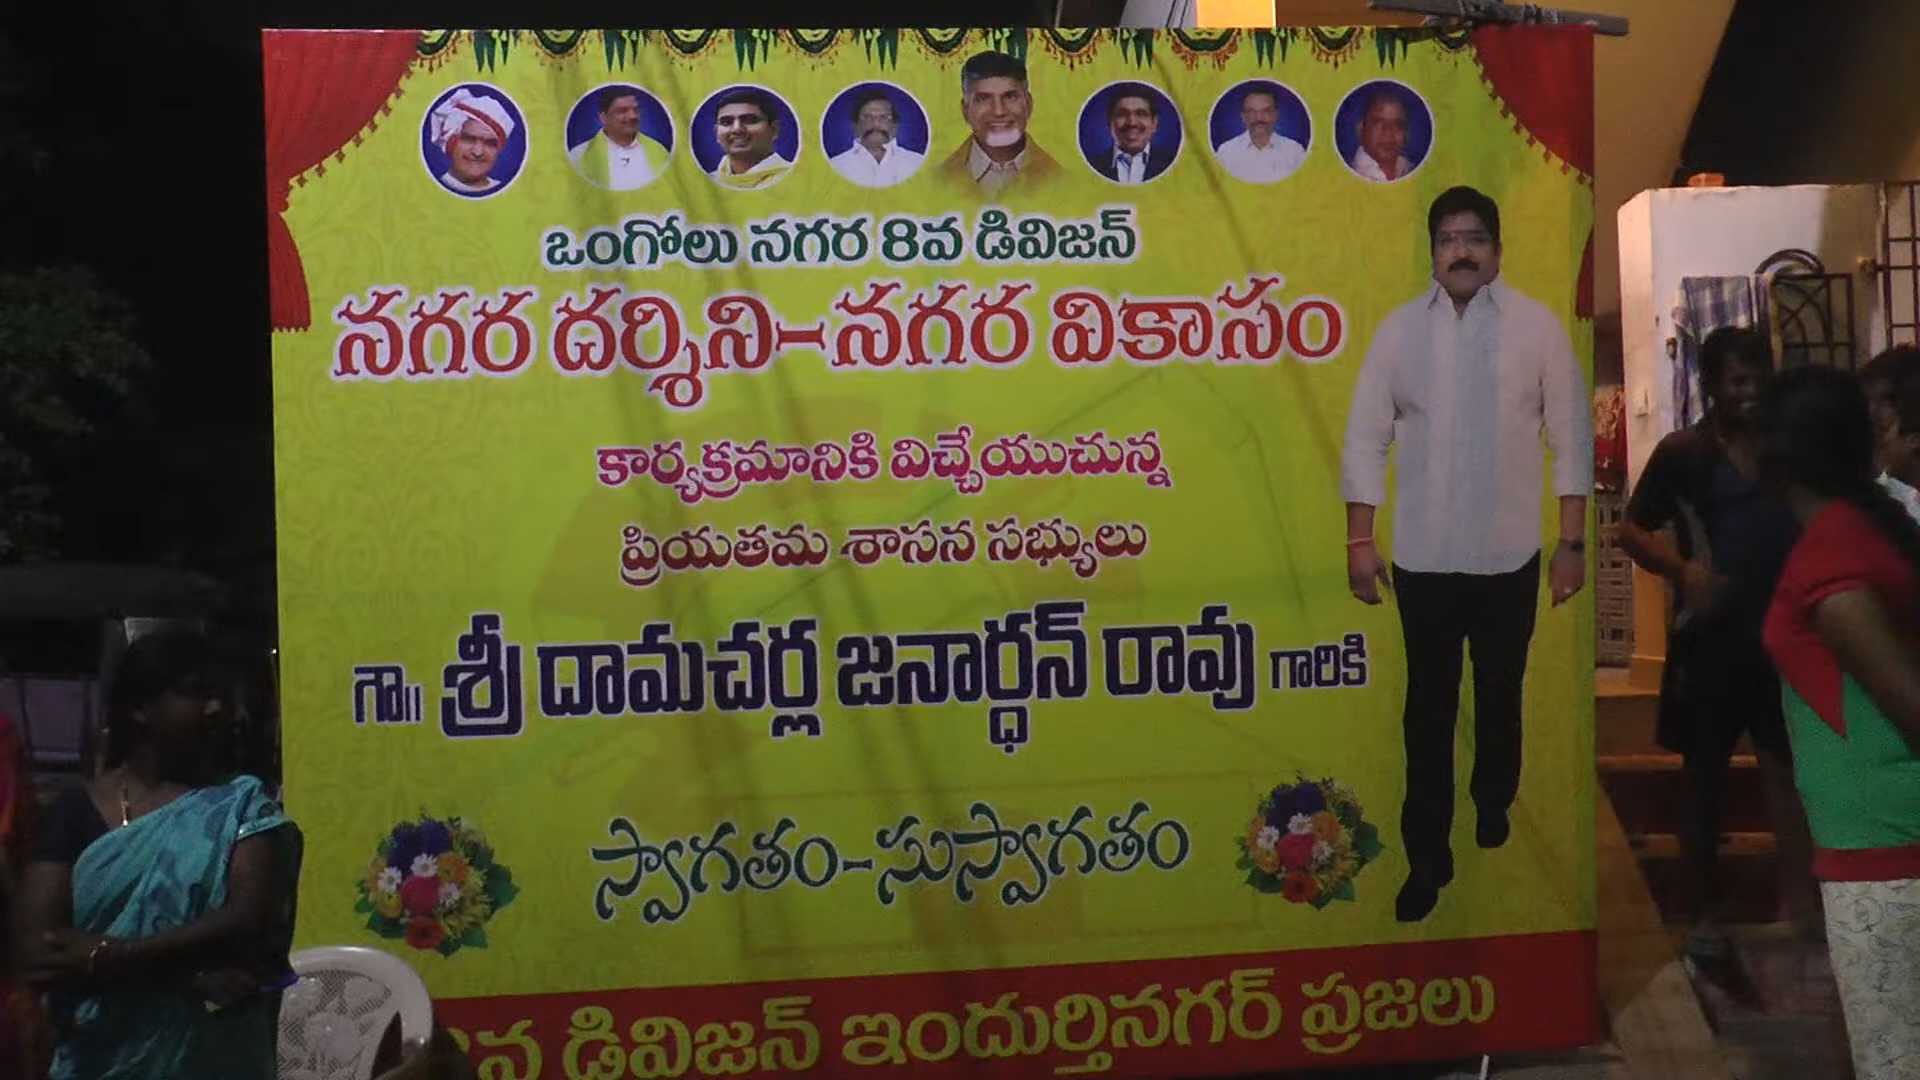 ఒంగోలు నగర 8వ డివిజన్
నగర దర్శిని-నగర వికాసం
కార్యక్రమానికి విచ్చేయుచున్న
ప్రియతమ శాసన సభ్యులు
గౌ|| శ్రీ దామచర్ల జనార్ధన్ రావు గారికి
స్వాగతం-సుస్వాగతం
వ డివిజన్ ఇందుర్తినగర్ ప్రజలు